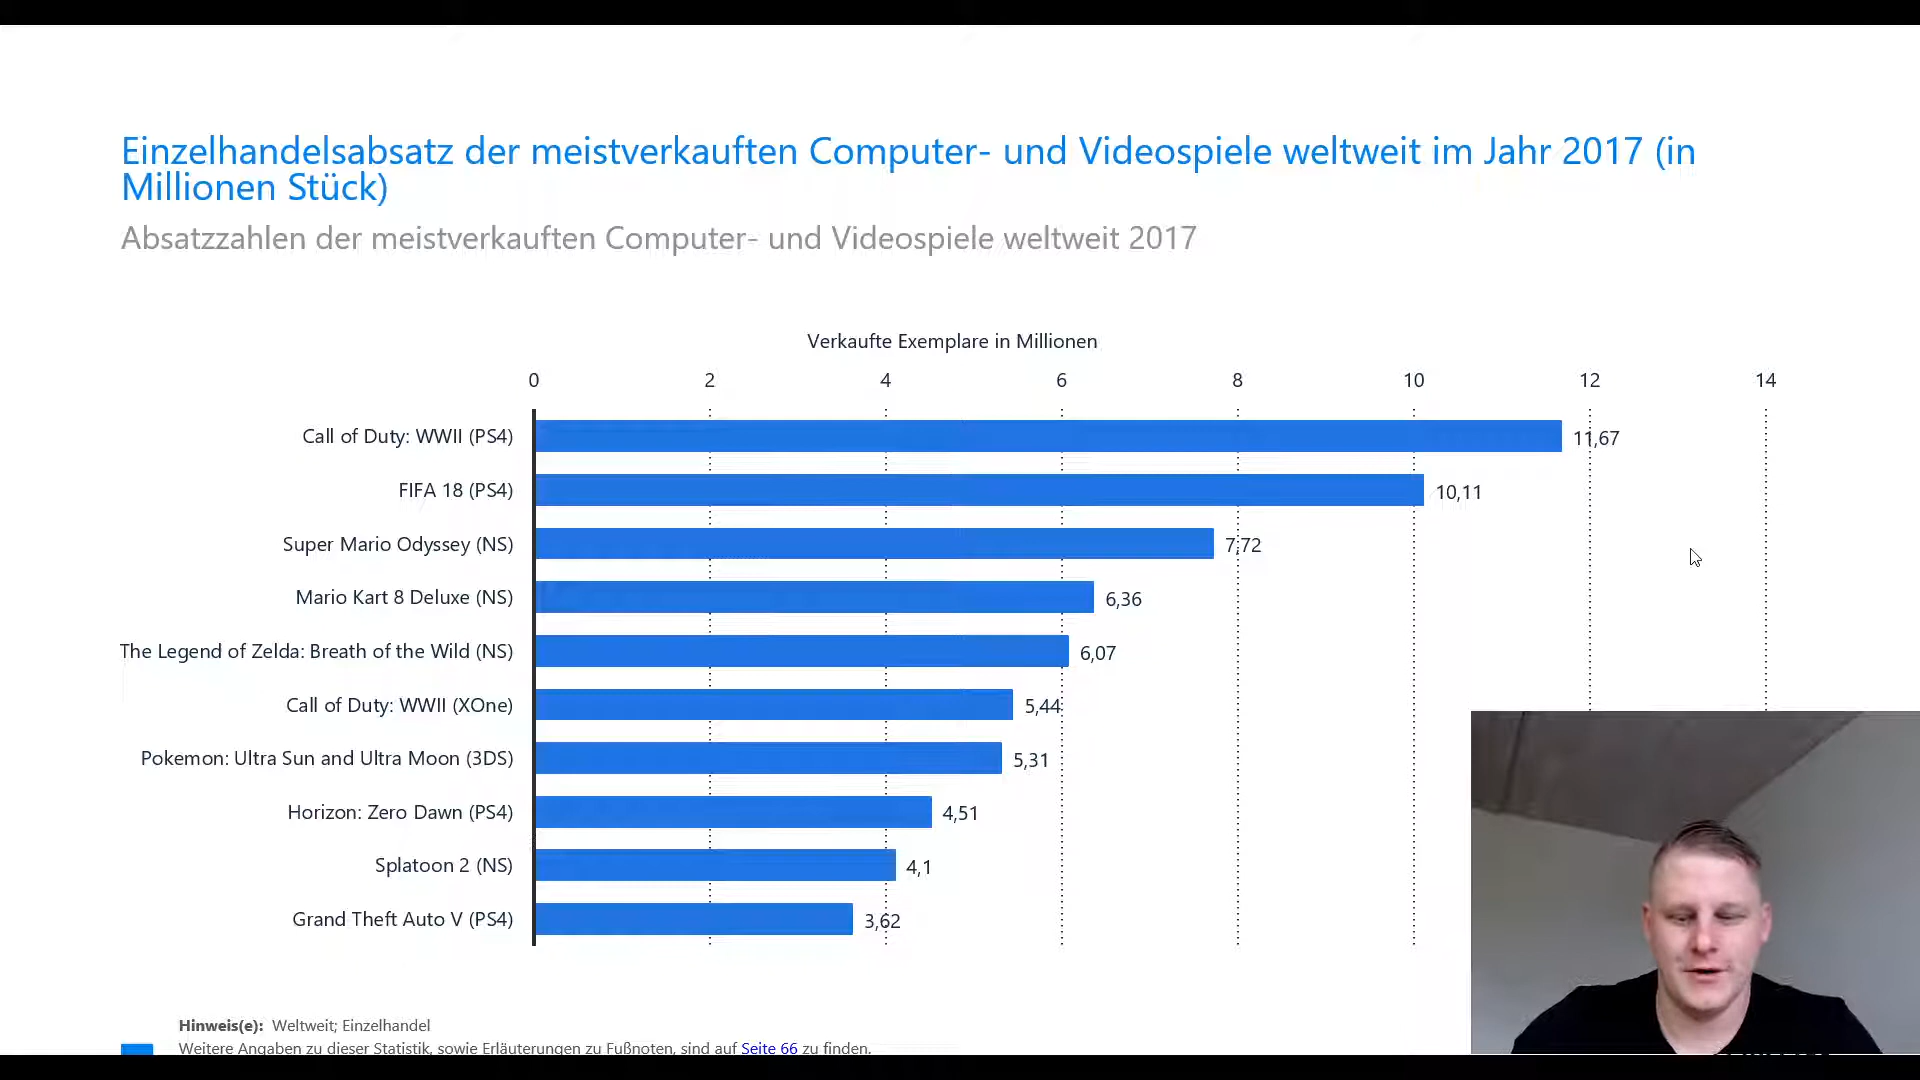 Einzelhandelsabsatz der meistverkauften Computer- und Videospiele weltweit im Jahr 2017 (in
Millionen Stück)
Absatzzahlen der meistverkauften Computer- und Videospiele weltweit 2017
Verkaufte Exemplare in Millionen
0 2 4 6 8 10 12 14
Call of Duty: WWII (PS4) 11,67
FIFA 18 (PS4) 10,11
Super Mario Odyssey (NS) 7,72
Mario Kart 8 Deluxe (NS) 6,36
The Legend of Zelda: Breath of the Wild (NS) 6,07
Call of Duty: WWII (XOne) 5,44
Pokemon: Ultra Sun and Ultra Moon (3DS) 5,31
Horizon: Zero Dawn (PS4) 4,51
Splatoon 2 (NS) 4,1
Grand Theft Auto V (PS4) 3,62
Hinweis(e): Weltweit; Einzelhandel
Weitere Angaben zu dieser Statistik, sowie Erläuterungen zu Fußnoten, sind auf Seite 66 zu finden.